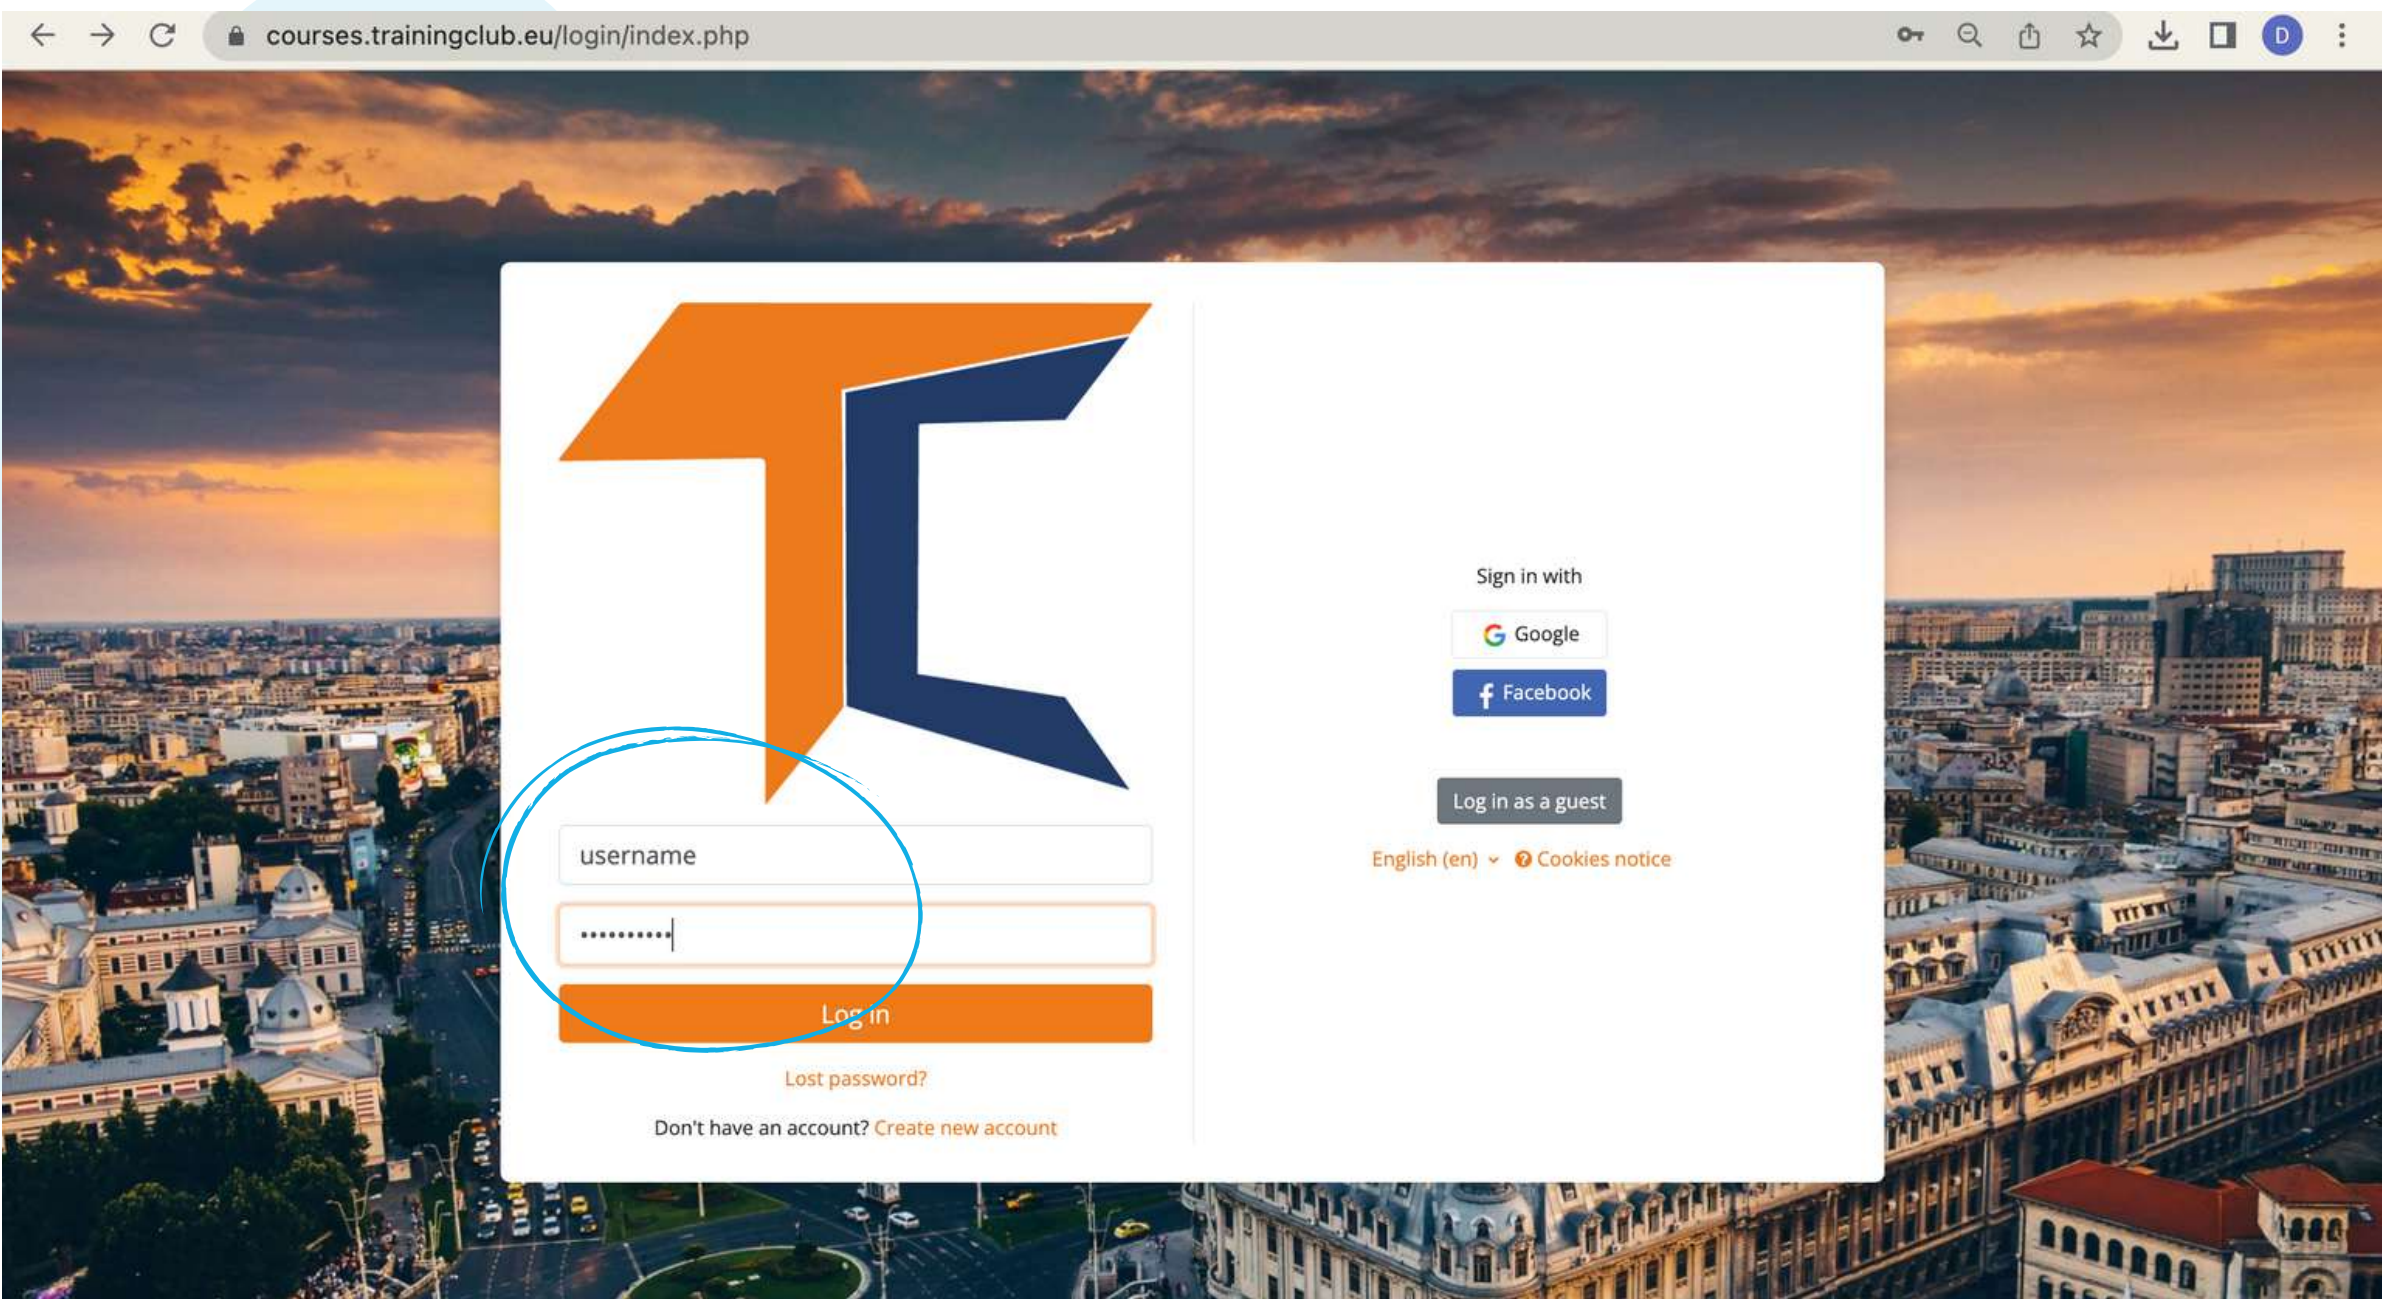 courses.trainingclub.eu/login/index.php
D
TC
username
••••••••••
Log in
Lost password?
Don't have an account? Create new account
Sign in with
G Google
f Facebook
Log in as a guest
English (en) Cookies notice